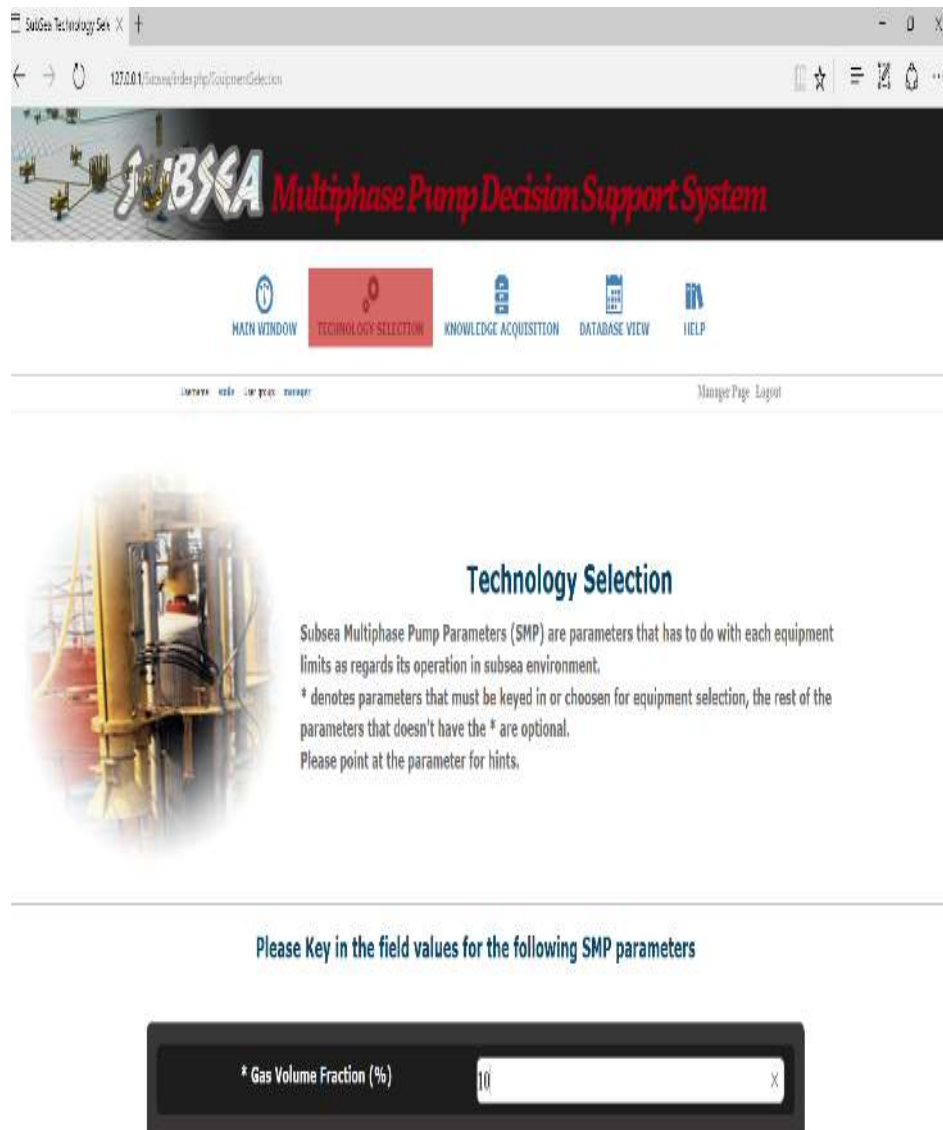 SubSea Technology Sele
127.0.0.1/Subsea/index.php/EquipmentSelection
SUBSEA Multiphase Pump Decision Support System
MAIN WINDOW TECHNOLOGY SELECTION KNOWLEDGE ACQUISITION DATABASE VIEW HELP
Username smile User group: manager Manager Page Logout
Technology Selection
Subsea Multiphase Pump Parameters (SMP) are parameters that has to do with each equipment
limits as regards its operation in subsea environment.
* denotes parameters that must be keyed in or choosen for equipment selection, the rest of the
parameters that doesn't have the * are optional.
Please point at the parameter for hints.
Please Key in the field values for the following SMP parameters
* Gas Volume Fraction (%) 10